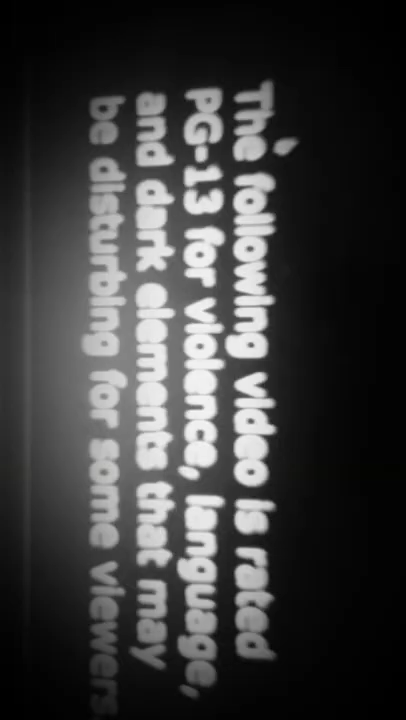 The following video is rated
PG-13 for violence, language,
and dark elements that may
be disturbing for some viewers.